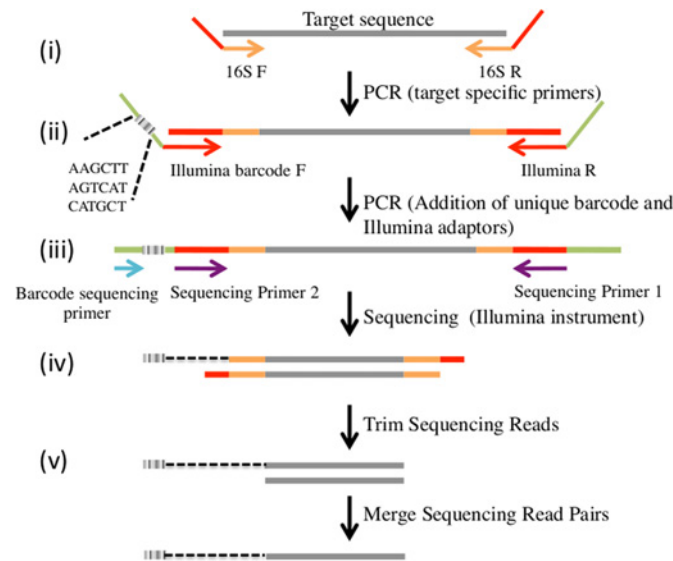 Target sequence
(i)
16S F
16S R
PCR (target specific primers)
(ii)
AAGCTT
AGTCAT
CATGCT
Illumina barcode F
Illumina R
PCR (Addition of unique barcode and
Illumina adaptors)
(iii)
Barcode sequencing
primer
Sequencing Primer 2
Sequencing Primer 1
Sequencing (Illumina instrument)
(iv)
Trim Sequencing Reads
(v)
Merge Sequencing Read Pairs